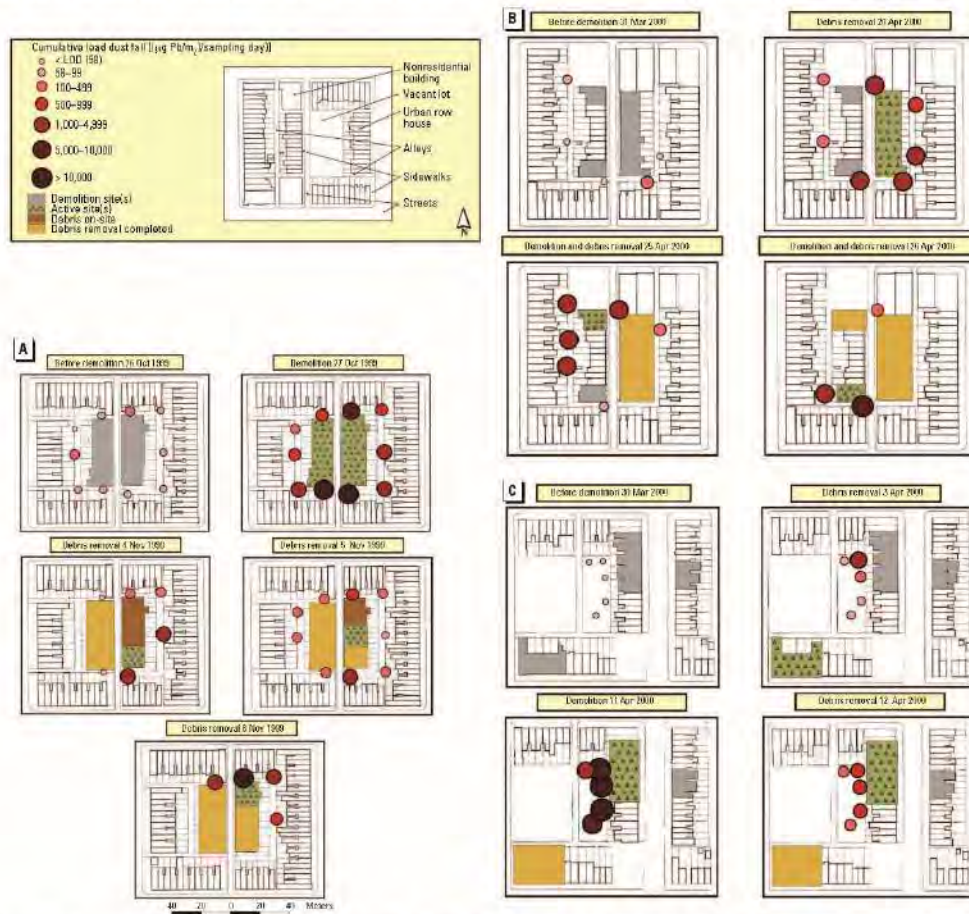 Cumulative lead dust fall [(µg Pb/m2)/sampling day)]
< LOD (58)
58–99
100–499
500–999
1,000–4,999
5,000–10,000
> 10,000
Demolition site(s)
Active site(s)
Debris on-site
Debris removal completed
Nonresidential
building
Vacant lot
Urban row
house
Alleys
Sidewalks
Streets
N
A
Before demolition 26 Oct 1999
Demolition 27 Oct 1999
Debris removal 4 Nov 1999
Debris removal 5 Nov 1999
Debris removal 6 Nov 1999
40 20 0 20 40 Meters
B
Before demolition 31 Mar 2000
Debris removal 20 Apr 2000
Demolition and debris removal 25 Apr 2000
Demolition and debris removal 26 Apr 2000
C
Before demolition 30 Mar 2000
Debris removal 3 Apr 2000
Demolition 11 Apr 2000
Debris removal 12 Apr 2000